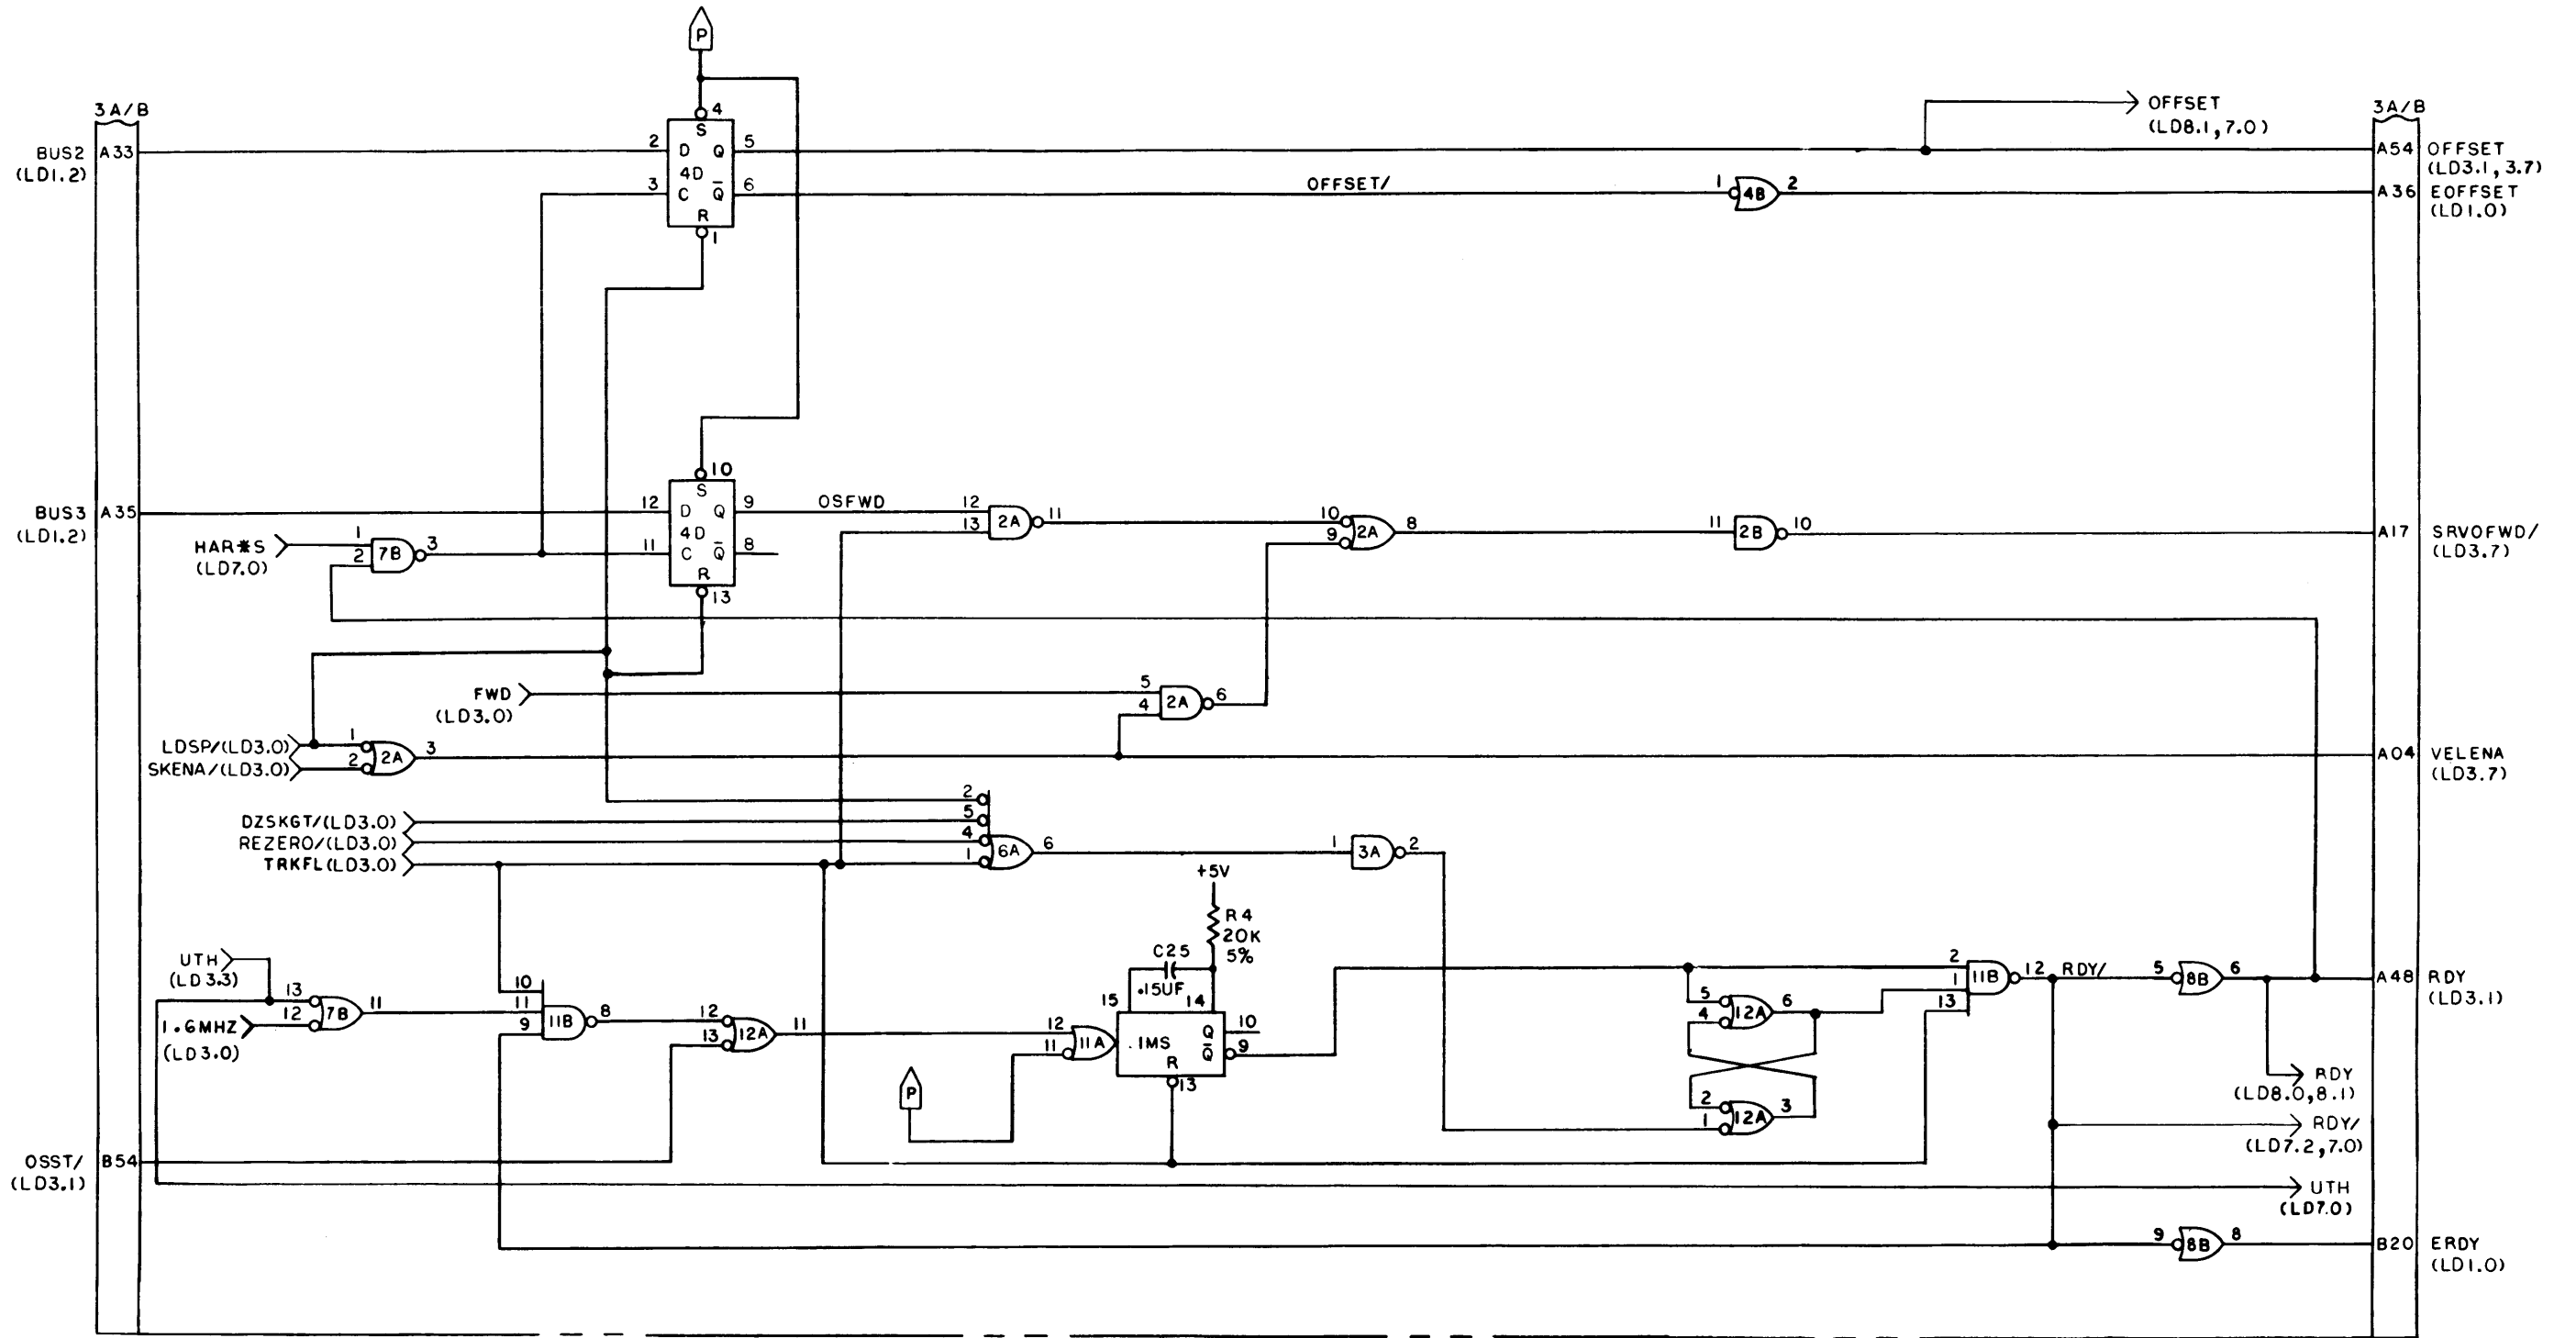 P
3A/B
3A/B
OFFSET
(LD8.1,7.0)
4
S
BUS2
(LD1.2)
A33
2
D
Q
5
4D
3
C
Q̅
6
R
1
OFFSET/
1
4B
2
A54
OFFSET
(LD3.1,3.7)
A36
EOFFSET
(LD1.0)
10
S
BUS3
(LD1.2)
A35
12
D
Q
9
OSFWD
4D
11
C
Q̅
8
R
13
12
13
2A
11
10
9
2A
8
11
2B
10
A17
SRVOFWD/
(LD3.7)
HAR*S
(LD7.0)
1
2
7B
3
FWD
(LD3.0)
5
4
2A
6
LDSP/(LD3.0)
SKENA/(LD3.0)
1
2
2A
3
A04
VELENA
(LD3.7)
DZSKGT/(LD3.0)
REZERO/(LD3.0)
TRKFL(LD3.0)
2
5
4
1
6A
6
1
3A
2
+5V
R4
20K
5%
C25
.15UF
15
14
UTH
(LD3.3)
1.6MHZ
(LD3.0)
13
12
7B
11
10
11
9
11B
8
12
13
12A
11
12
11
11A
.1MS
Q
10
Q̅
9
R
13
P
5
4
12A
6
2
1
12A
3
2
1
13
11B
12
RDY/
5
8B
6
A48
RDY
(LD3.1)
RDY
(LD8.0,8.1)
RDY/
(LD7.2,7.0)
OSST/
(LD3.1)
B54
UTH
(LD7.0)
9
8B
8
B20
ERDY
(LD1.0)